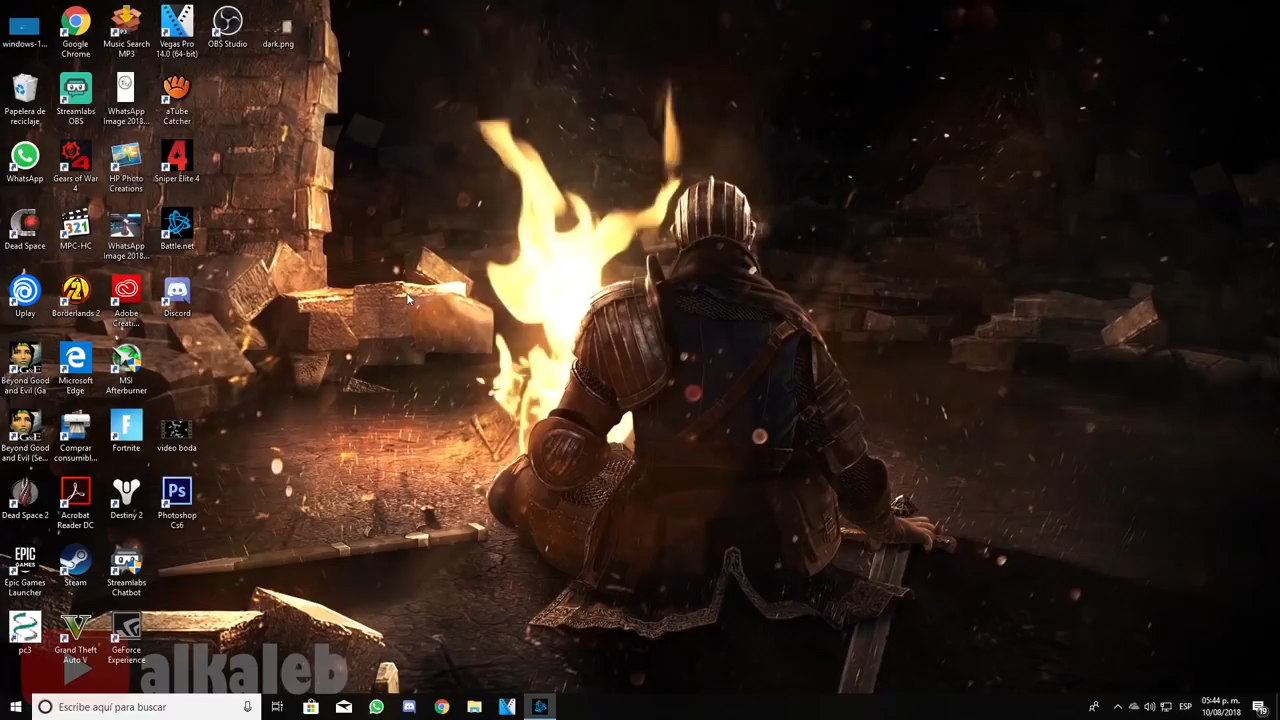 windows-1...
Google
Chrome
Music Search
MP3
Vegas Pro
14.0 (64-bit)
OBS Studio
dark.png
Papelera de
reciclaje
Streamlabs
OBS
WhatsApp
Image 2018...
aTube
Catcher
WhatsApp
Gears of War
4
HP Photo
Creations
Sniper Elite 4
Dead Space
MPC-HC
WhatsApp
Image 2018...
Battle.net
Uplay
Borderlands 2
Adobe
Creati...
Discord
Beyond Good
and Evil (Ga
Microsoft
Edge
MSI
Afterburner
Beyond Good
and Evil (Se...
Comprar
consumibl...
Fortnite
video boda
Dead Space 2
Acrobat
Reader DC
Destiny 2
Photoshop
Cs6
EPIC
GAMES
Epic Games
Launcher
Steam
Streamlabs
Chatbot
pc3
Grand Theft
Auto V
GeForce
Experience
alkaleb
Escribe aquí para buscar
ESP
05:44 p. m.
10/08/2018